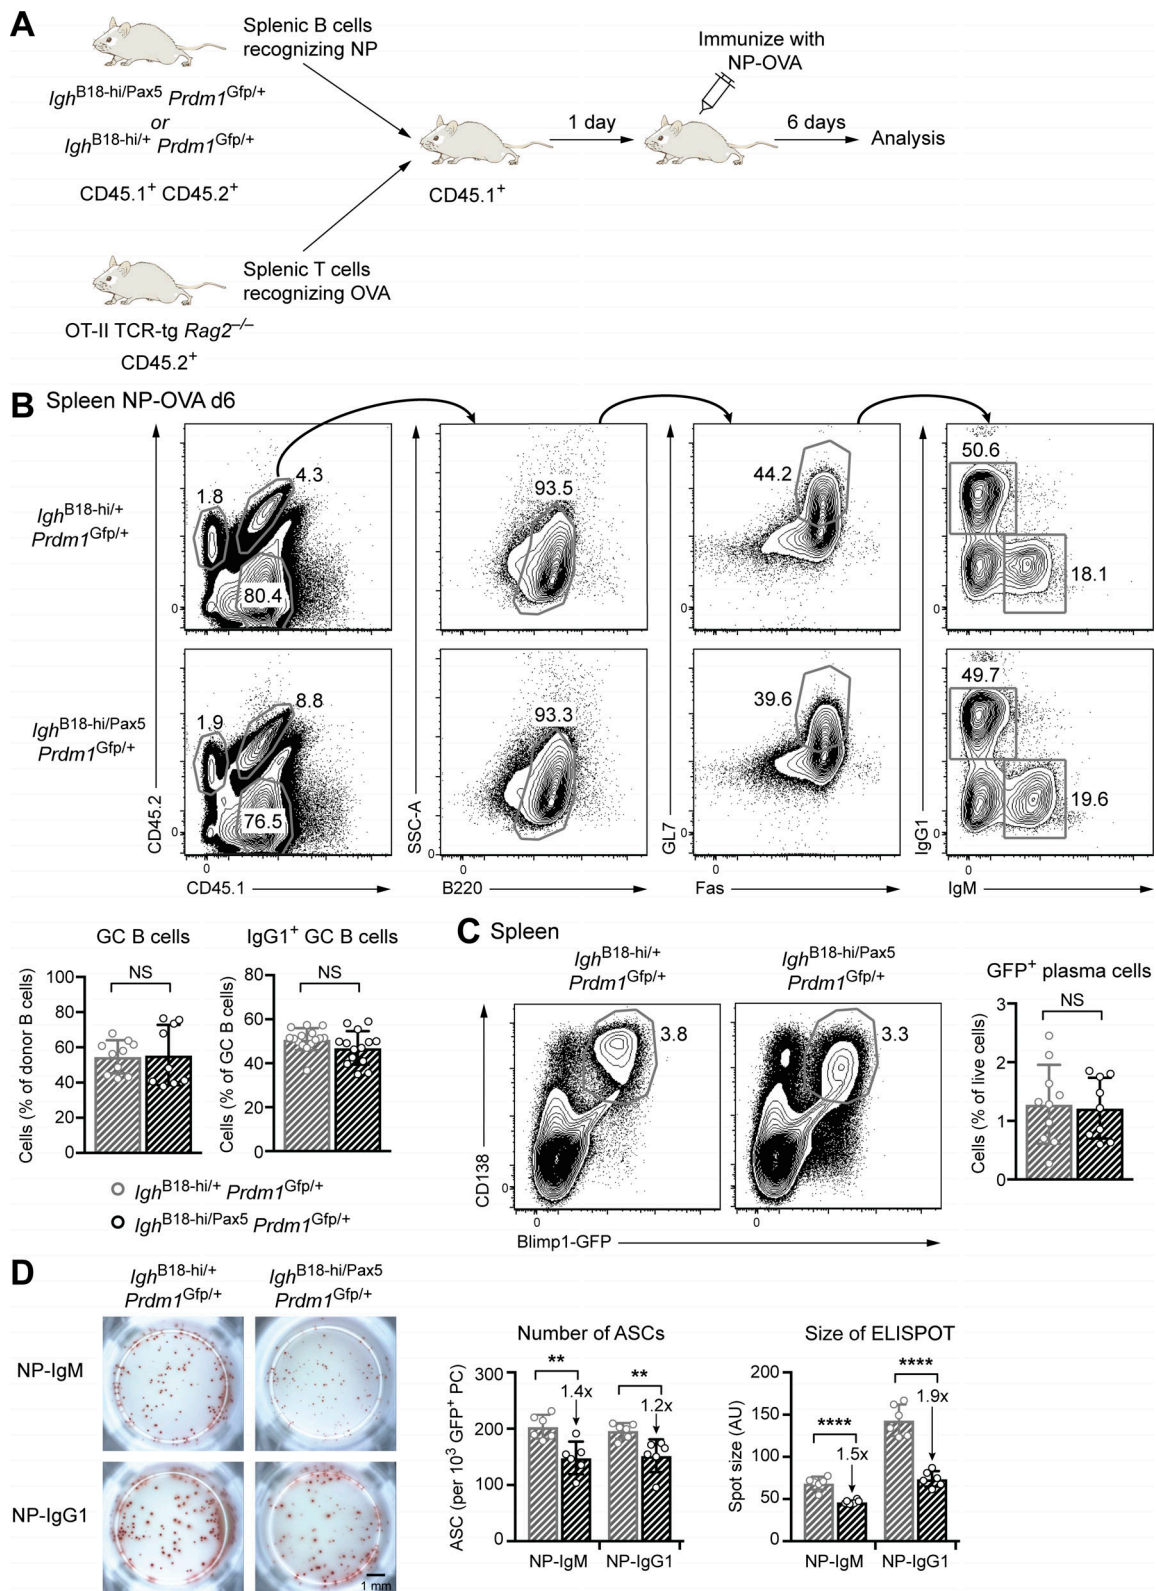 A
Splenic B cells
recognizing NP
Igh^B18-hi/Pax5 Prdm1^Gfp/+
or
Igh^B18-hi/+ Prdm1^Gfp/+
CD45.1⁺ CD45.2⁺
Immunize with
NP-OVA
1 day
6 days
Analysis
CD45.1⁺
Splenic T cells
recognizing OVA
OT-II TCR-tg Rag2^–/–
CD45.2⁺
B Spleen NP-OVA d6
Igh^B18-hi/+
Prdm1^Gfp/+
1.8
4.3
80.4
0
93.5
44.2
50.6
18.1
0
Igh^B18-hi/Pax5
Prdm1^Gfp/+
1.9
8.8
76.5
0
0
CD45.2
CD45.1
93.3
0
0
SSC-A
B220
39.6
0
0
GL7
Fas
49.7
19.6
0
0
IgG1
IgM
GC B cells
NS
Cells (% of donor B cells)
100
80
60
40
20
0
IgG1⁺ GC B cells
NS
Cells (% of GC B cells)
80
60
40
20
0
Igh^B18-hi/+ Prdm1^Gfp/+
Igh^B18-hi/Pax5 Prdm1^Gfp/+
C Spleen
Igh^B18-hi/+
Prdm1^Gfp/+
Igh^B18-hi/Pax5
Prdm1^Gfp/+
3.8
3.3
CD138
0
0
0
Blimp1-GFP
GFP⁺ plasma cells
NS
Cells (% of live cells)
3
2
1
0
D
Igh^B18-hi/+
Prdm1^Gfp/+
Igh^B18-hi/Pax5
Prdm1^Gfp/+
NP-IgM
NP-IgG1
1 mm
Number of ASCs
ASC (per 10³ GFP⁺ PC)
300
200
100
0
**
1.4x
**
1.2x
NP-IgM
NP-IgG1
Size of ELISPOT
Spot size (AU)
200
150
100
50
0
****
1.5x
****
1.9x
NP-IgM
NP-IgG1